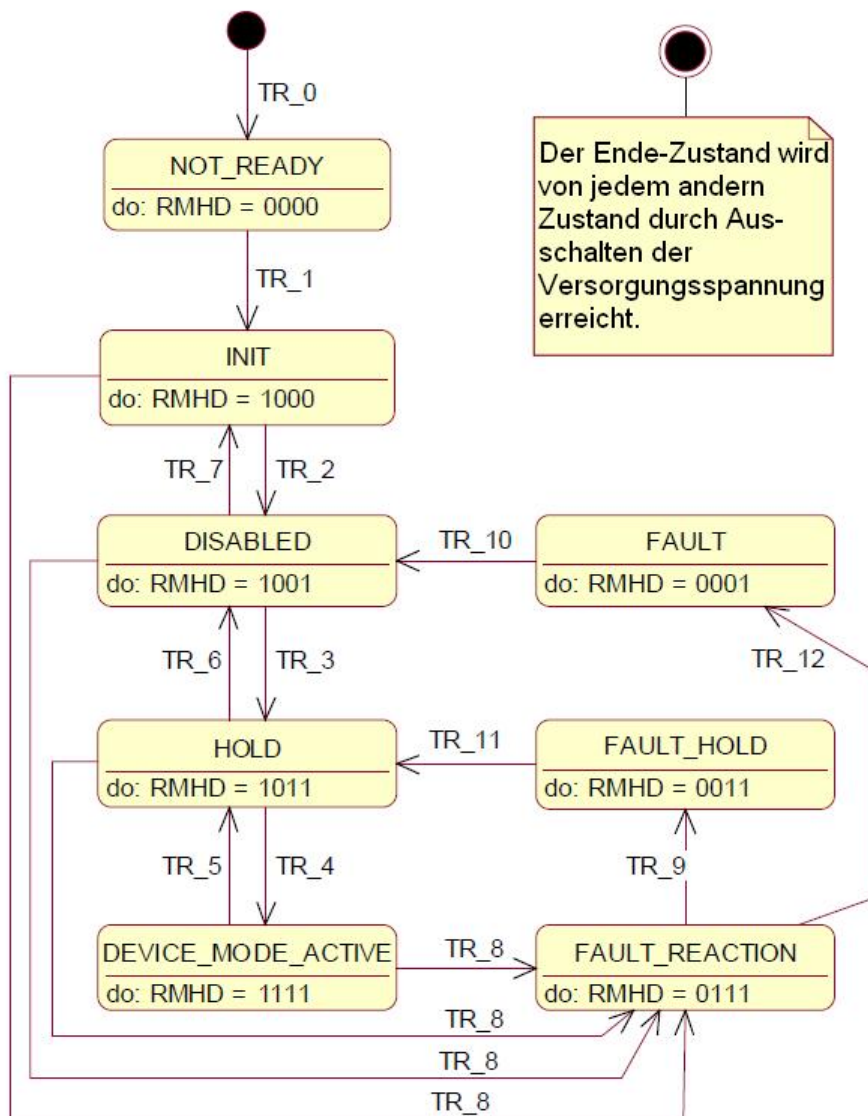 TR_0
NOT_READY
do: RMHD = 0000
Der Ende-Zustand wird
von jedem andern
Zustand durch Aus-
schalten der
Versorgungsspannung
erreicht.
TR_1
INIT
do: RMHD = 1000
TR_7
TR_2
DISABLED
do: RMHD = 1001
TR_10
FAULT
do: RMHD = 0001
TR_6
TR_3
TR_12
HOLD
do: RMHD = 1011
TR_11
FAULT_HOLD
do: RMHD = 0011
TR_5
TR_4
TR_9
DEVICE_MODE_ACTIVE
do: RMHD = 1111
TR_8
FAULT_REACTION
do: RMHD = 0111
TR_8
TR_8
TR_8